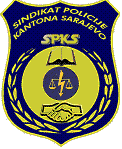 SINDIKAT POLICIJE
KANTONA SARAJEVO
SPKS